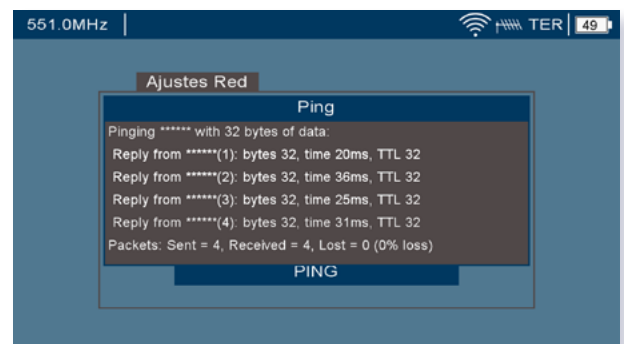 551.0MHz
TER 49
Ajustes Red
Ping
Pinging ****** with 32 bytes of data:
Reply from ******(1): bytes 32, time 20ms, TTL 32
Reply from ******(2): bytes 32, time 36ms, TTL 32
Reply from ******(3): bytes 32, time 25ms, TTL 32
Reply from ******(4): bytes 32, time 31ms, TTL 32
Packets: Sent = 4, Received = 4, Lost = 0 (0% loss)
PING